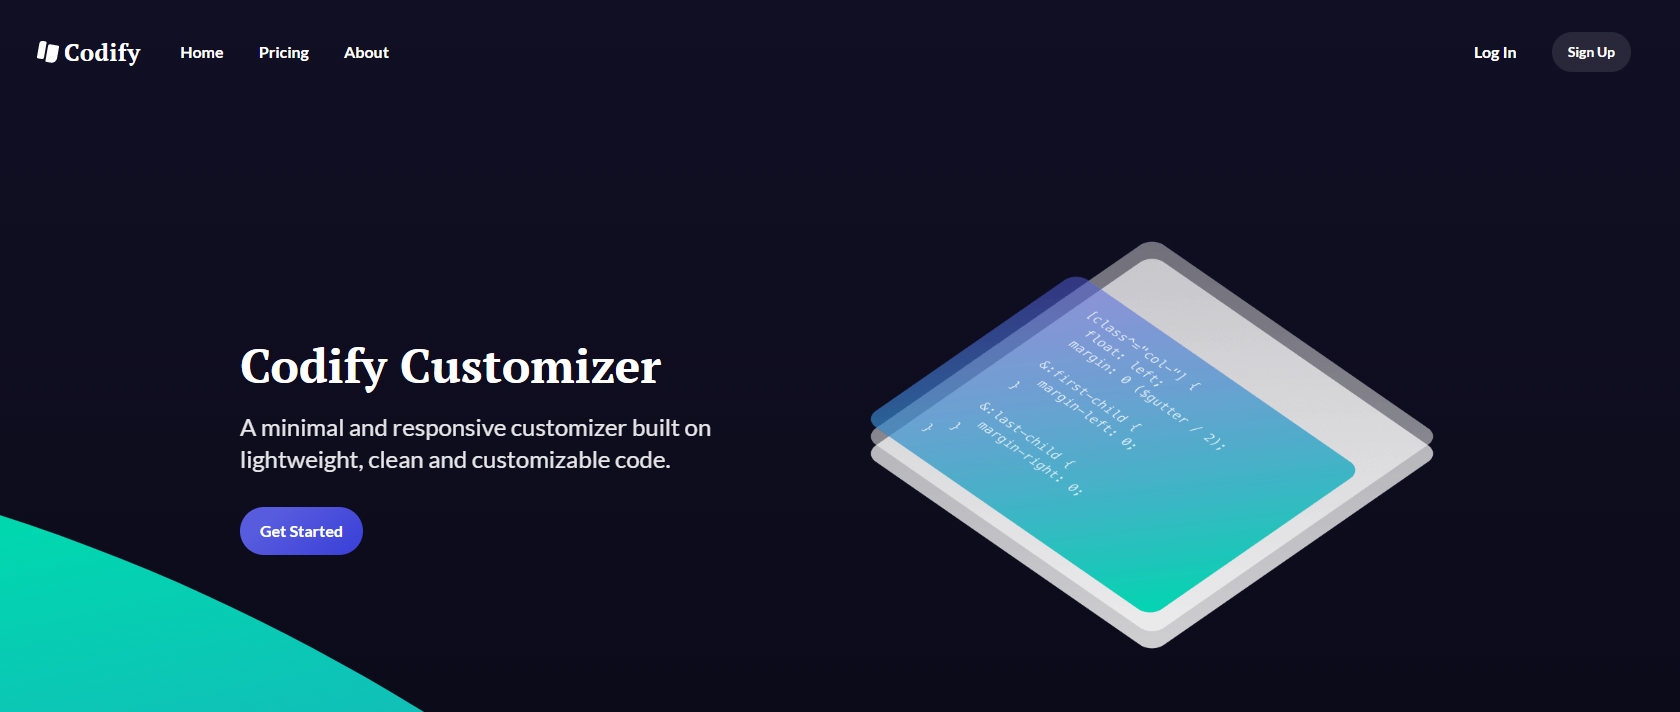 Codify Home Pricing About Log In Sign Up
Codify Customizer
A minimal and responsive customizer built on
lightweight, clean and customizable code.
Get Started
[class^="col-"] {
float: left;
margin: 0 ($gutter / 2);
&:first-child {
margin-left: 0;
}
&:last-child {
margin-right: 0;
}
}